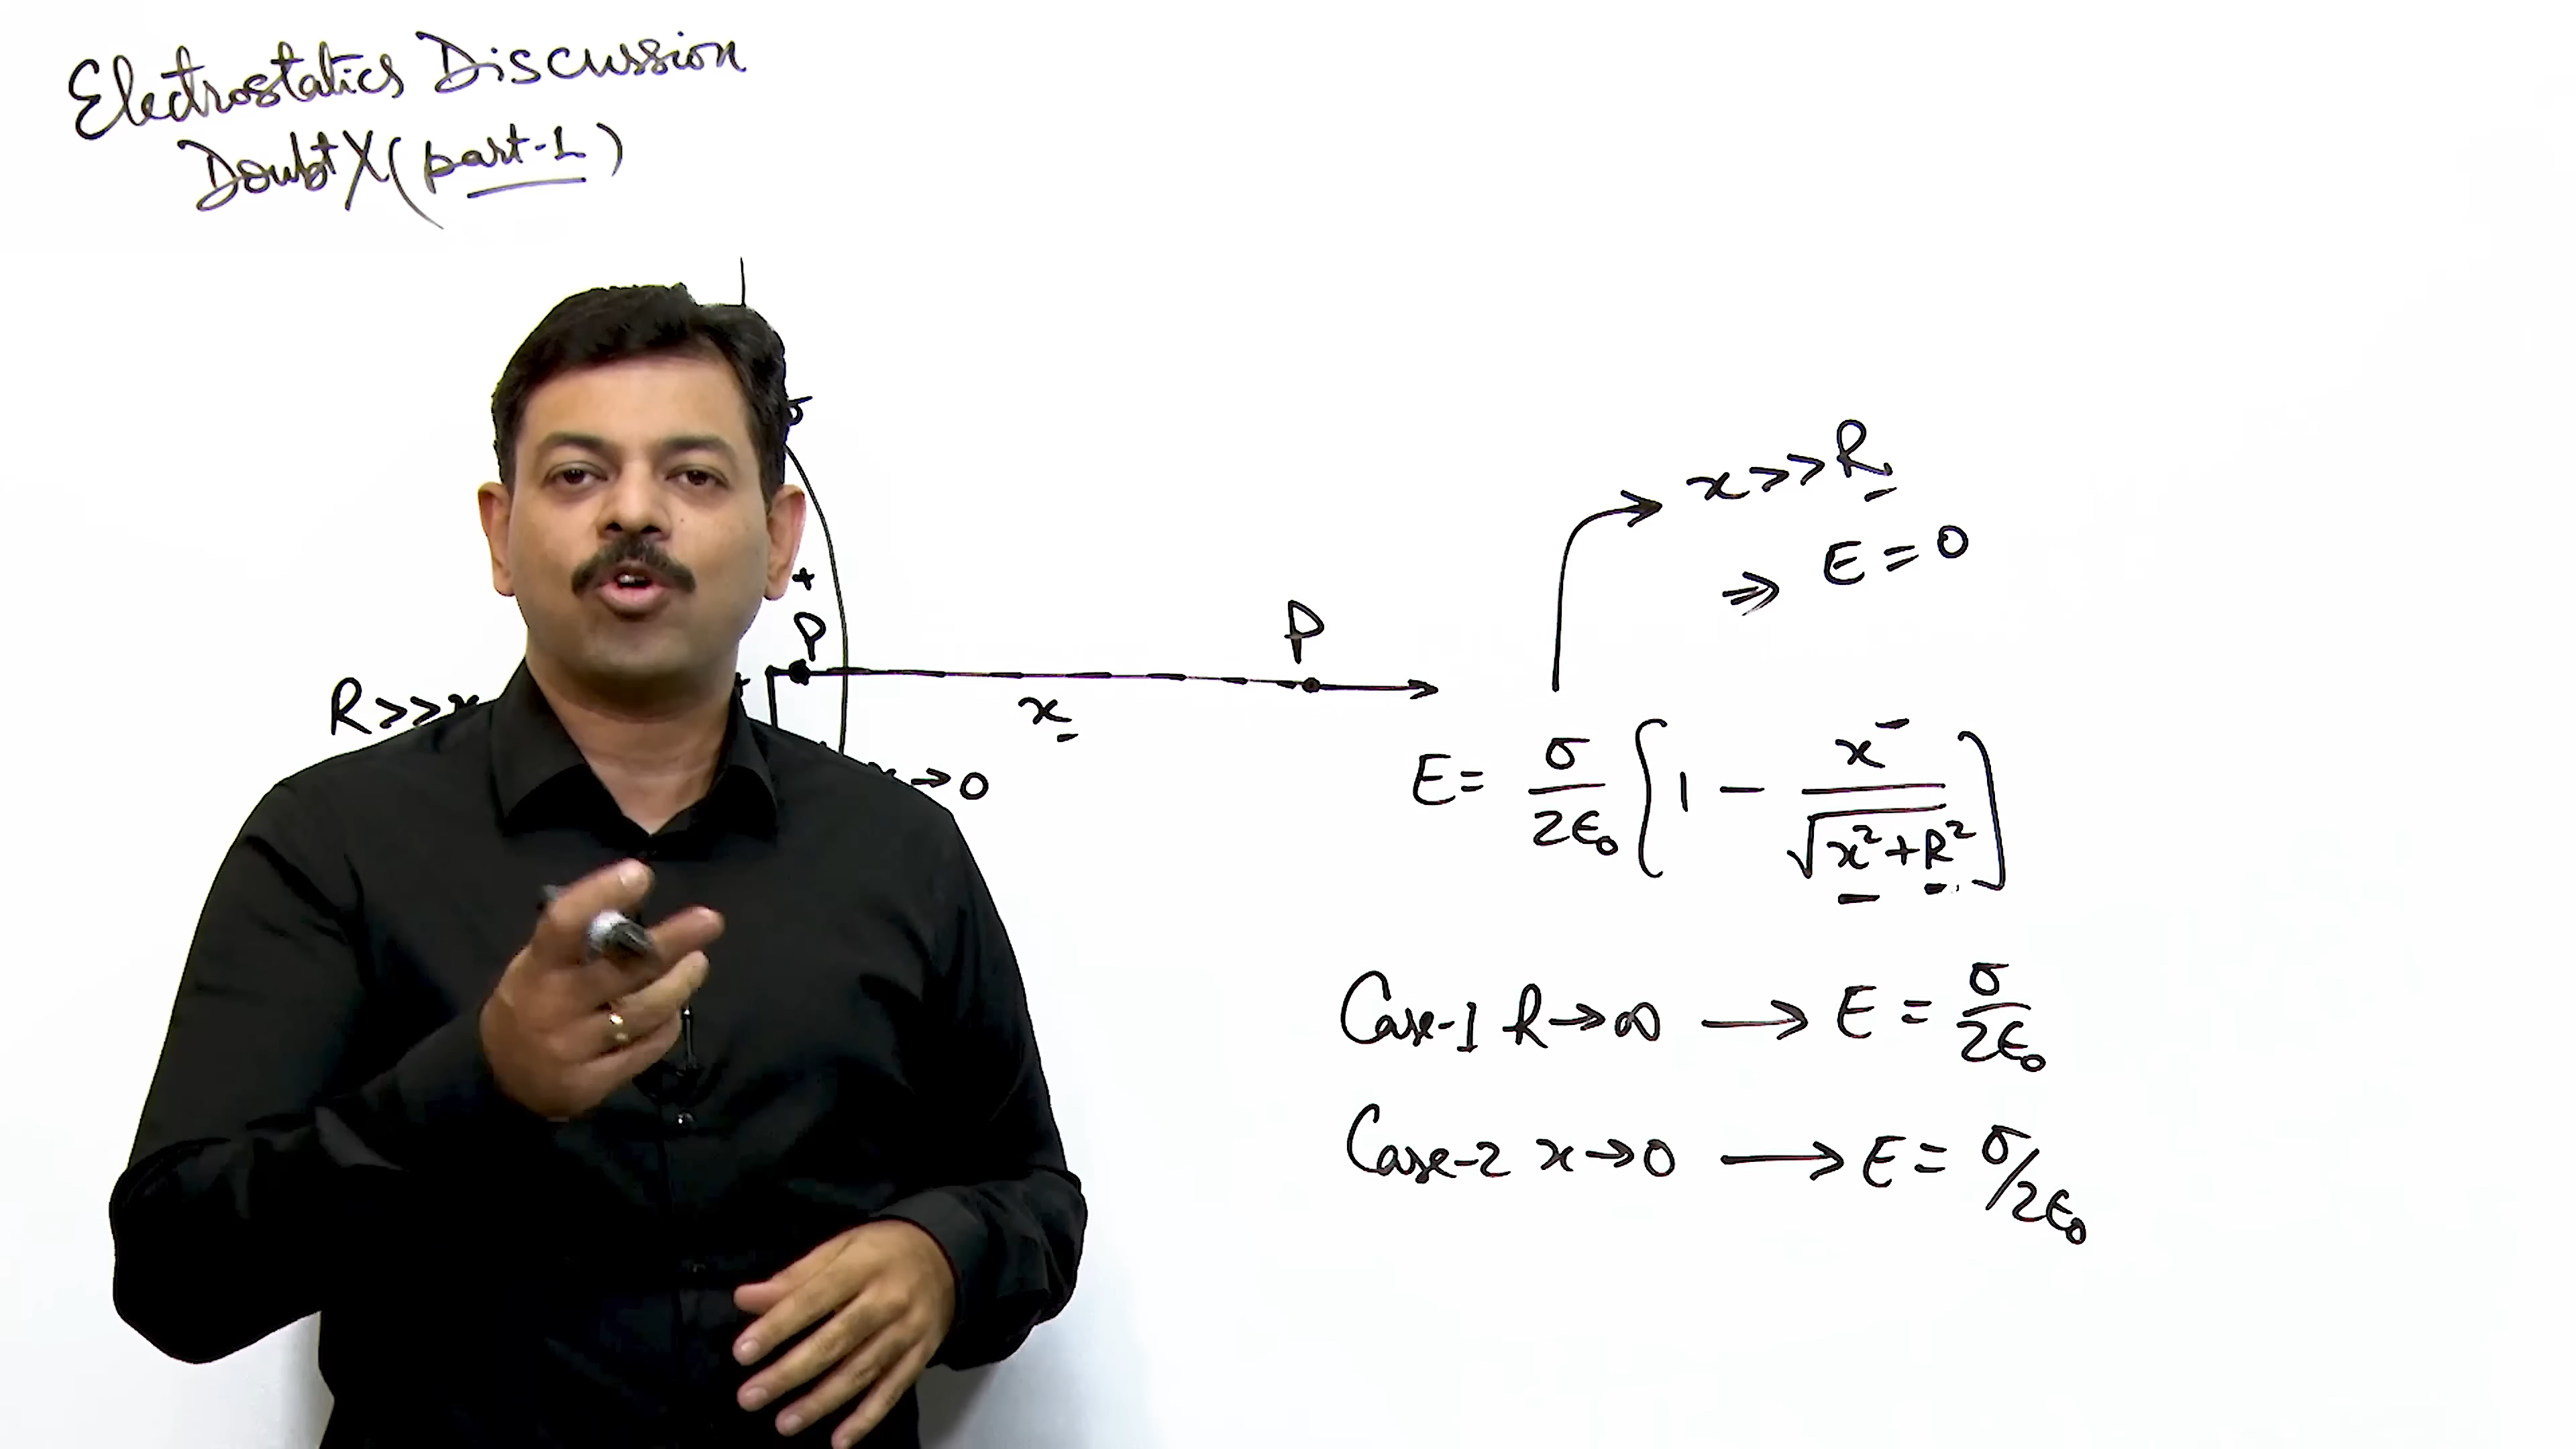 Electrostatics Discussion
Doubt X (part-1)
σ
+
P
P
R>>x
x
→0
x>>R
⇒ E=0
E= σ/2ε₀ [1 - x/√x²+R²]
Case-1 R→∞ ⟶ E = σ/2ε₀
Case-2 x→0 ⟶ E = σ/2ε₀